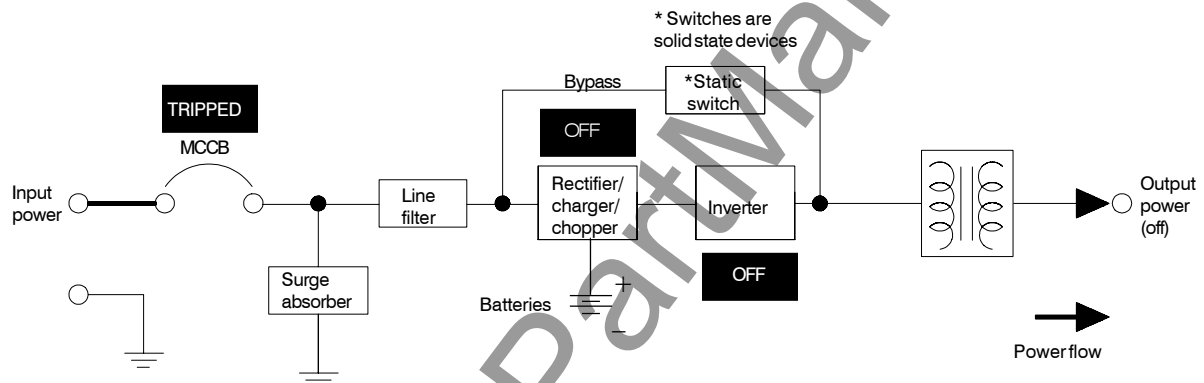 * Switches are
solid state devices
Bypass
*Static
switch
TRIPPED
MCCB
OFF
Input
power
Line
filter
Rectifier/
charger/
chopper
Inverter
Output
power
(off)
Surge
absorber
Batteries
+
–
OFF
Power flow
PartMar